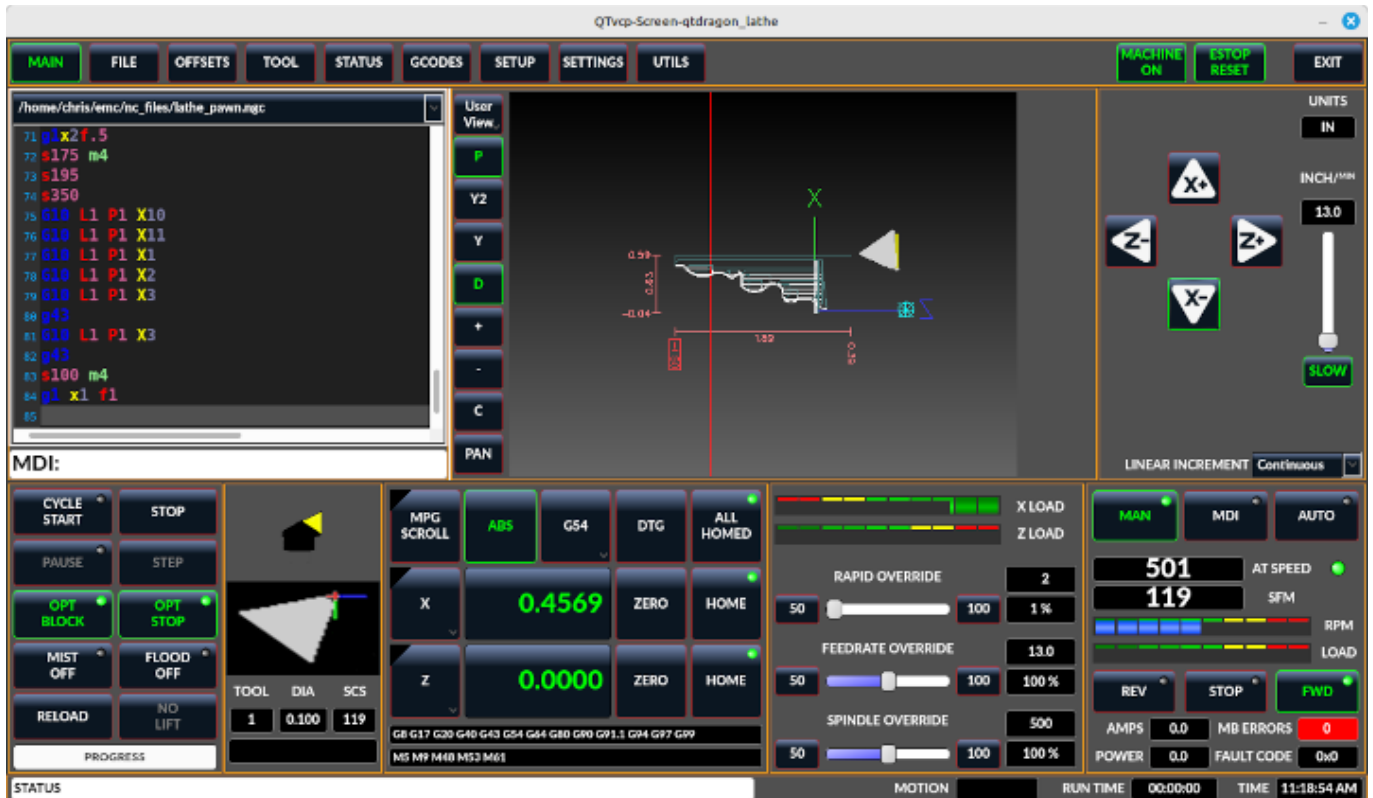 QTvcp-Screen-qtdragon_lathe
MAIN FILE OFFSETS TOOL STATUS GCODES SETUP SETTINGS UTILS MACHINE ON ESTOP RESET EXIT
/home/chris/emc/nc_files/lathe_pawn.ngc
71 g1x2f.5
72 s175 m4
73 s195
74 s350
75 G10 L1 P1 X10
76 G10 L1 P1 X11
77 G10 L1 P1 X1
78 G10 L1 P1 X2
79 G10 L1 P1 X3
80 g43
81 G10 L1 P1 X3
82 g43
83 s100 m4
84 g1 x1 f1
85
MDI:
User View
P
Y2
Y
D
+
-
C
PAN
X
0.59
0.63
-0.04
Z
1.89
UNITS
IN
X+
INCH/MIN
13.0
Z- Z+
X-
SLOW
LINEAR INCREMENT Continuous
CYCLE START STOP
PAUSE STEP
OPT BLOCK OPT STOP
MIST OFF FLOOD OFF
RELOAD NO LIFT
PROGRESS
TOOL DIA SCS
1 0.100 119
MPG SCROLL ABS G54 DTG ALL HOMED
X 0.4569 ZERO HOME
Z 0.0000 ZERO HOME
G8 G17 G20 G40 G43 G54 G64 G80 G90 G91.1 G94 G97 G99
M5 M9 M48 M53 M61
X LOAD
Z LOAD
RAPID OVERRIDE 2
50 100 1 %
FEEDRATE OVERRIDE 13.0
50 100 100 %
SPINDLE OVERRIDE 500
50 100 100 %
MAN MDI AUTO
501 AT SPEED
119 SFM
RPM
LOAD
REV STOP FWD
AMPS 0.0 MB ERRORS 0
POWER 0.0 FAULT CODE 0x0
STATUS MOTION RUN TIME 00:00:00 TIME 11:18:54 AM